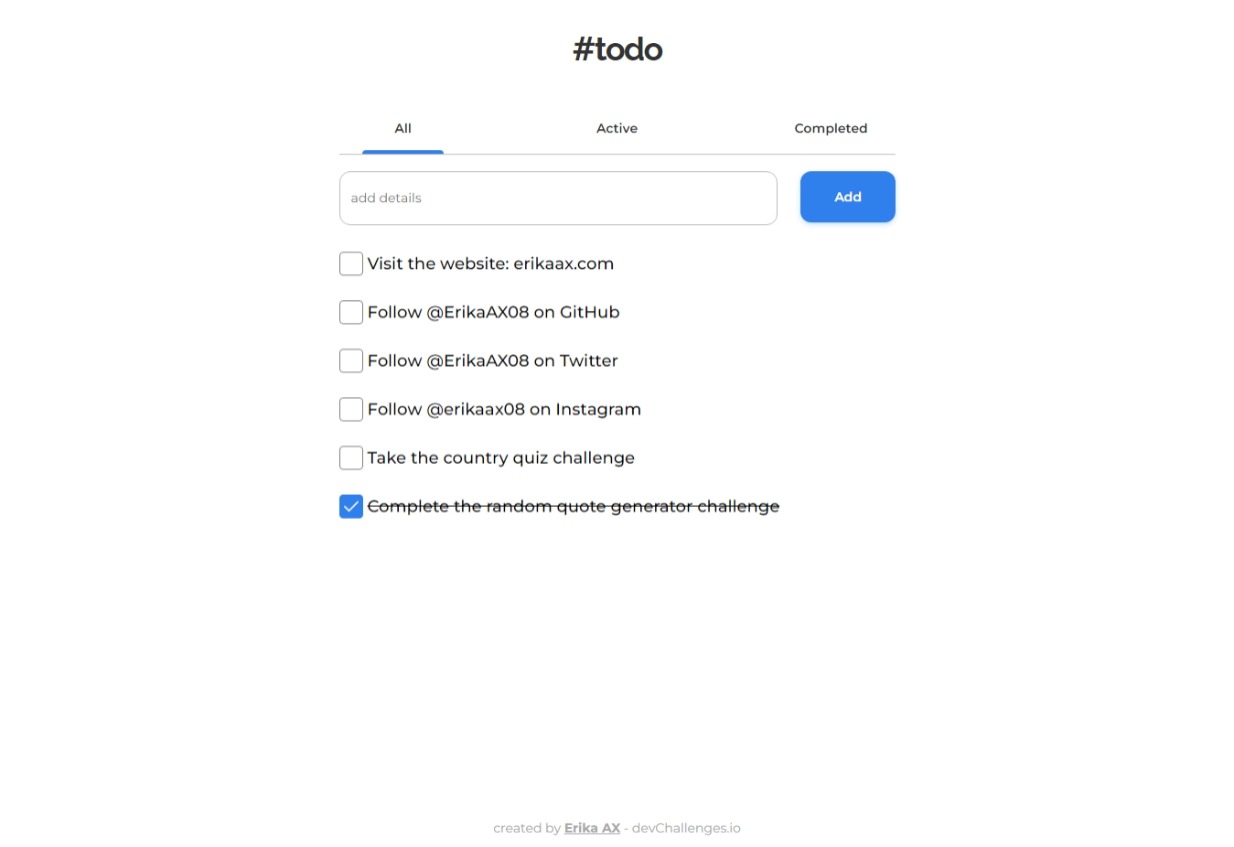 #todo
All Active Completed
add details Add
Visit the website: erikaax.com
Follow @ErikaAX08 on GitHub
Follow @ErikaAX08 on Twitter
Follow @erikaax08 on Instagram
Take the country quiz challenge
Complete the random quote generator challenge
created by Erika AX - devChallenges.io